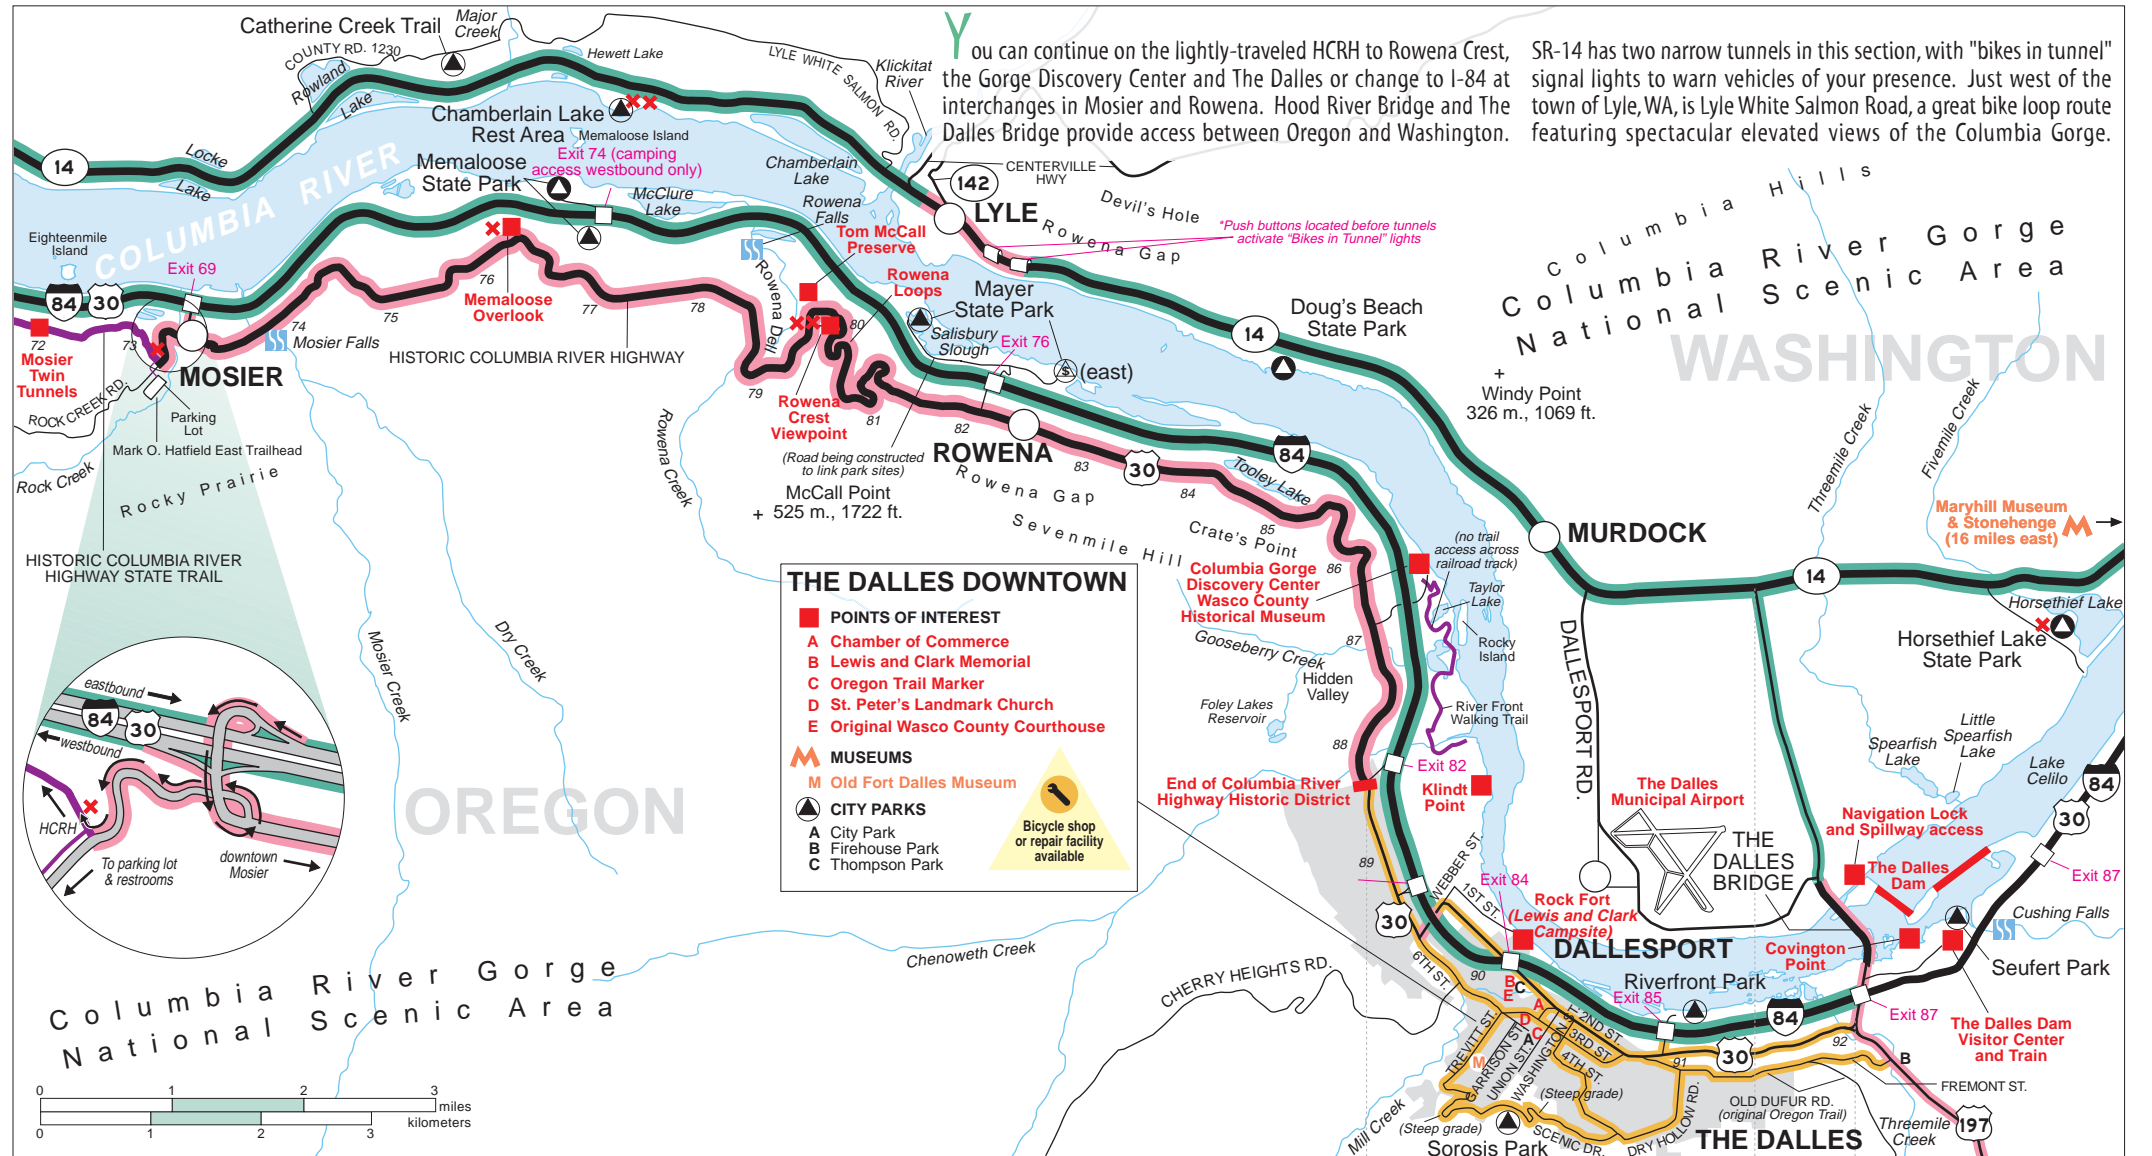 You can continue on the lightly-traveled HCRH to Rowena Crest,
the Gorge Discovery Center and The Dalles or change to I-84 at
interchanges in Mosier and Rowena. Hood River Bridge and The
Dalles Bridge provide access between Oregon and Washington.
SR-14 has two narrow tunnels in this section, with "bikes in tunnel"
signal lights to warn vehicles of your presence. Just west of the
town of Lyle, WA, is Lyle White Salmon Road, a great bike loop route
featuring spectacular elevated views of the Columbia Gorge.
Catherine Creek Trail
Major
Creek
COUNTY RD. 1230
Rowland
Lake
Hewett Lake
LYLE WHITE SALMON RD.
Klickitat
River
Chamberlain Lake
Rest Area
Memaloose Island
14
Locke
Lake
COLUMBIA RIVER
Memaloose
State Park
Exit 74 (camping
access westbound only)
McClure
Lake
Chamberlain
Lake
Rowena
Falls
CENTERVILLE
HWY
142
LYLE
Devil's Hole
Rowena Gap
*Push buttons located before tunnels
activate "Bikes in Tunnel" lights
Columbia Hills
Columbia River Gorge
National Scenic Area
WASHINGTON
Eighteenmile
Island
Exit 69
84
30
72
73
74
75
76
77
78
79
80
81
82
83
84
85
86
87
88
89
90
91
92
Mosier
Twin
Tunnels
MOSIER
Mosier Falls
Memaloose
Overlook
HISTORIC COLUMBIA RIVER HIGHWAY
Rowena Dell
Tom McCall
Preserve
Rowena
Loops
Mayer
State Park
Salisbury
Slough
Exit 76
$
(east)
Doug's Beach
State Park
14
Windy Point
326 m., 1069 ft.
Threemile Creek
Fivemile Creek
ROCK CREEK RD.
Parking
Lot
Mark O. Hatfield East Trailhead
Rock Creek
Rocky Prairie
Rowena Creek
Rowena
Crest
Viewpoint
(Road being constructed
to link park sites)
McCall Point
525 m., 1722 ft.
ROWENA
Rowena Gap
30
84
Tooley Lake
Sevenmile Hill
Crate's Point
HISTORIC COLUMBIA RIVER
HIGHWAY STATE TRAIL
MURDOCK
Maryhill Museum
& Stonehenge
(16 miles east)
M
(no trail
access across
railroad track)
Columbia Gorge
Discovery Center
Wasco County
Historical Museum
Taylor
Lake
Rocky
Island
14
Horsethief Lake
Horsethief Lake
State Park
Gooseberry Creek
Hidden
Valley
Foley Lakes
Reservoir
River Front
Walking Trail
DALLESPORT RD.
Mosier Creek
Dry Creek
THE DALLES DOWNTOWN
POINTS OF INTEREST
A Chamber of Commerce
B Lewis and Clark Memorial
C Oregon Trail Marker
D St. Peter's Landmark Church
E Original Wasco County Courthouse
M MUSEUMS
M Old Fort Dalles Museum
CITY PARKS
A City Park
B Firehouse Park
C Thompson Park
Bicycle shop
or repair facility
available
eastbound
84
30
westbound
HCRH
To parking lot
& restrooms
downtown
Mosier
OREGON
End of Columbia River
Highway Historic District
Exit 82
Klindt
Point
The Dalles
Municipal Airport
THE
DALLES
BRIDGE
Spearfish
Lake
Little
Spearfish
Lake
Lake
Celilo
84
30
Navigation Lock
and Spillway access
The Dalles
Dam
Exit 87
Cushing Falls
Seufert Park
Covington
Point
30
WEBBER ST.
1ST ST.
Exit 84
Rock Fort
(Lewis and Clark
Campsite)
DALLESPORT
Riverfront Park
Exit 85
84
Exit 87
The Dalles Dam
Visitor Center
and Train
Chenoweth Creek
CHERRY HEIGHTS RD.
6TH ST.
B
E
C
A
D
C
A
M
TREVITT ST.
GARRISON ST.
UNION ST.
WASHINGTON
E. 2ND ST.
3RD ST.
4TH ST.
30
B
FREMONT ST.
OLD DUFUR RD.
(original Oregon Trail)
(Steep grade)
(Steep grade)
SCENIC DR.
DRY HOLLOW RD.
Sorosis Park
Mill Creek
THE DALLES
Threemile
Creek
197
Columbia River Gorge
National Scenic Area
0 1 2 3
miles
kilometers
0 1 2 3